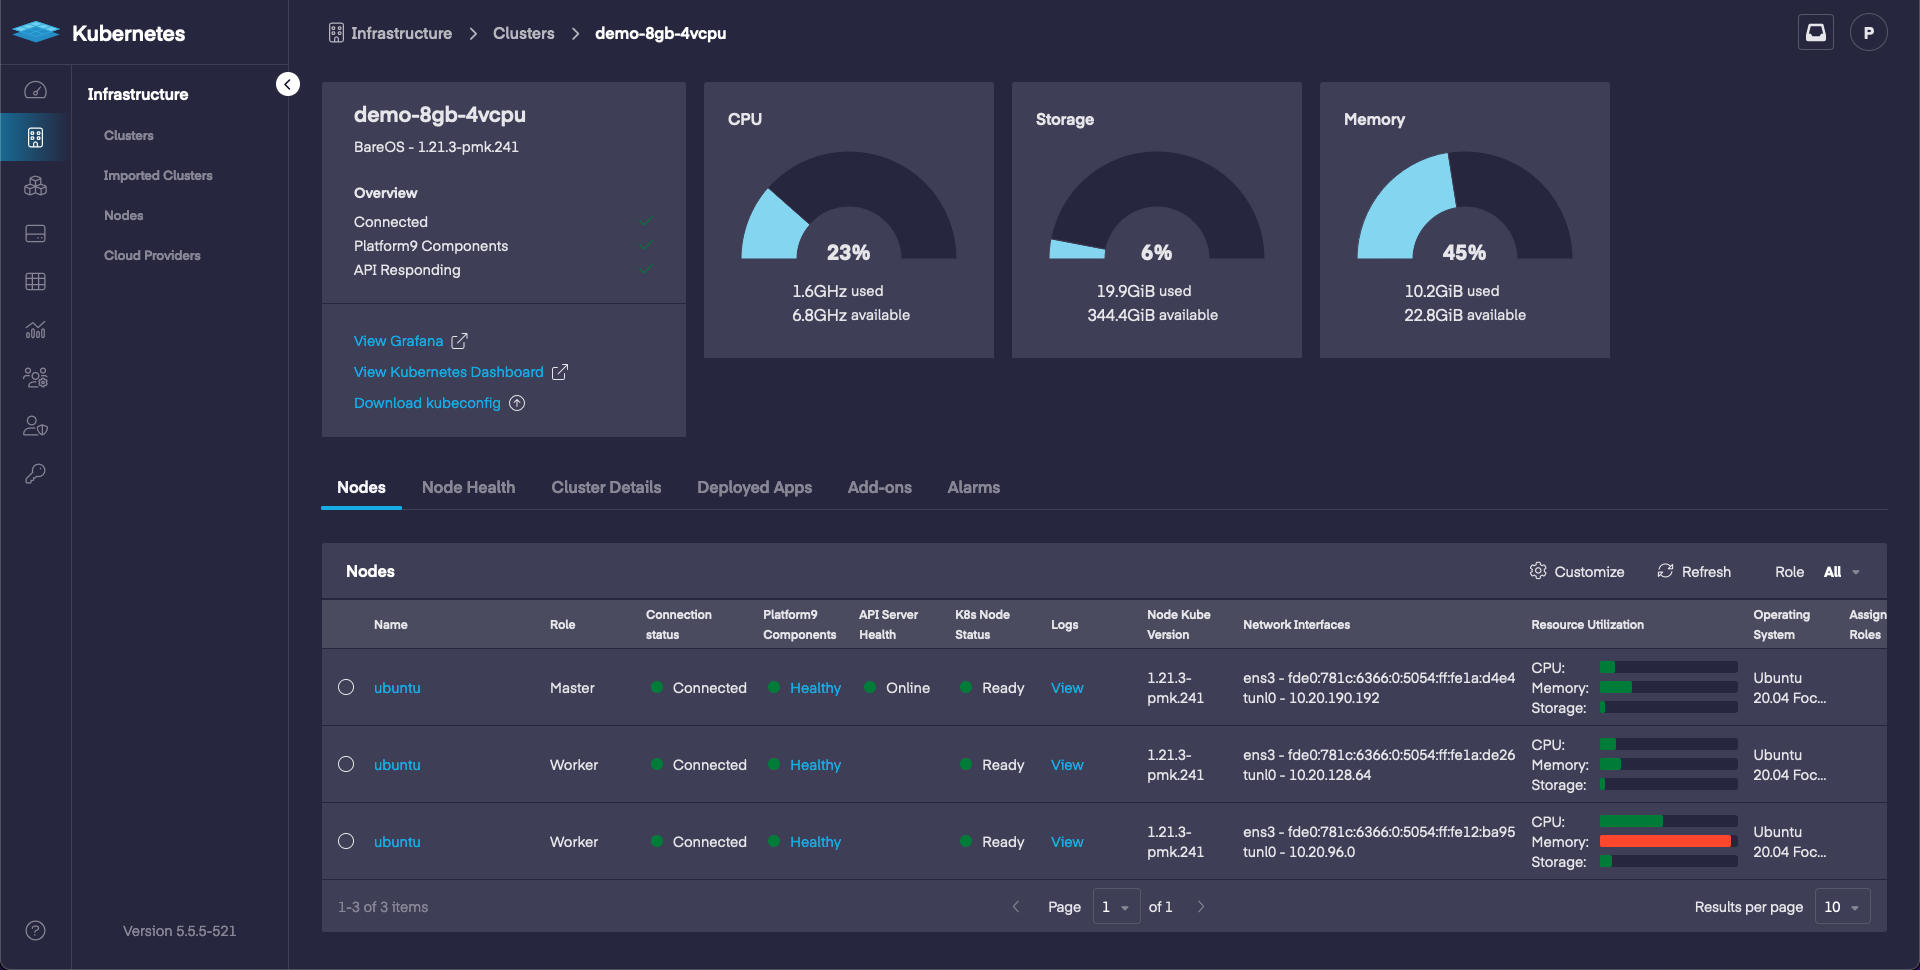 Kubernetes
Infrastructure
Clusters
demo-8gb-4vcpu
P
Infrastructure
Clusters
Imported Clusters
Nodes
Cloud Providers
Version 5.5.5-521
demo-8gb-4vcpu
BareOS - 1.21.3-pmk.241
Overview
Connected
Platform9 Components
API Responding
View Grafana
View Kubernetes Dashboard
Download kubeconfig
CPU
23%
1.6GHz used
6.8GHz available
Storage
6%
19.9GiB used
344.4GiB available
Memory
45%
10.2GiB used
22.8GiB available
Nodes
Node Health
Cluster Details
Deployed Apps
Add-ons
Alarms
Nodes
Customize
Refresh
Role All
Name
Role
Connection
status
Platform9
Components
API Server
Health
K8s Node
Status
Logs
Node Kube
Version
Network Interfaces
Resource Utilization
Operating
System
Assign
Roles
ubuntu
Master
Connected
Healthy
Online
Ready
View
1.21.3-
pmk.241
ens3 - fde0:781c:6366:0:5054:ff:fe1a:d4e4
tunl0 - 10.20.190.192
CPU:
Memory:
Storage:
Ubuntu
20.04 Foc...
ubuntu
Worker
Connected
Healthy
Ready
View
1.21.3-
pmk.241
ens3 - fde0:781c:6366:0:5054:ff:fe1a:de26
tunl0 - 10.20.128.64
CPU:
Memory:
Storage:
Ubuntu
20.04 Foc...
ubuntu
Worker
Connected
Healthy
Ready
View
1.21.3-
pmk.241
ens3 - fde0:781c:6366:0:5054:ff:fe12:ba95
tunl0 - 10.20.96.0
CPU:
Memory:
Storage:
Ubuntu
20.04 Foc...
1-3 of 3 items
Page 1 of 1
Results per page 10